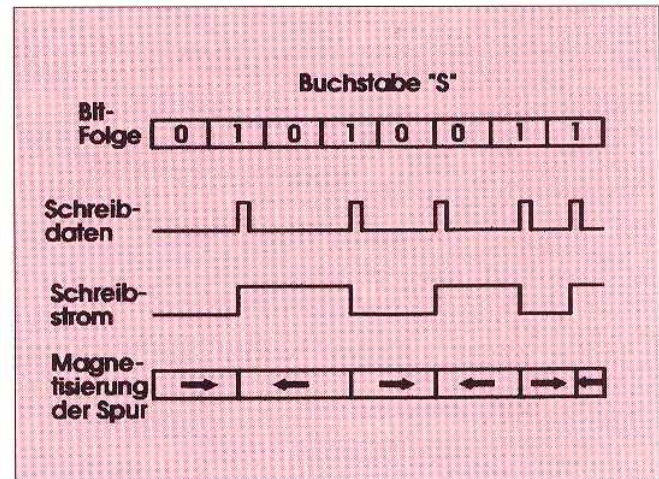 Buchstabe "S"
Bit-
Folge 0 1 0 1 0 0 1 1
Schreib-
daten
Schreib-
strom
Magne-
tisierung
der Spur